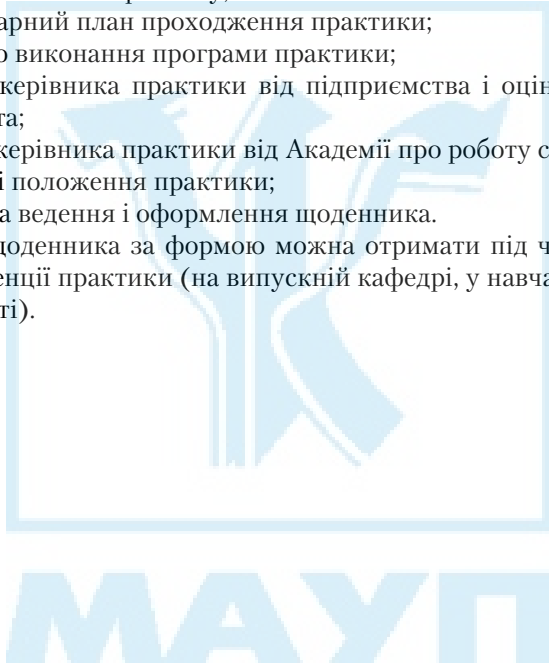 арний план проходження практики;
о виконання програми практики;
керівника практики від підприємства і оцін
та;
керівника практики від Академії про роботу с
і положення практики;
а ведення і оформлення щоденника.
щоденника за формою можна отримати під ч
енції практики (на випускній кафедрі, у навча
ті).
МАУП